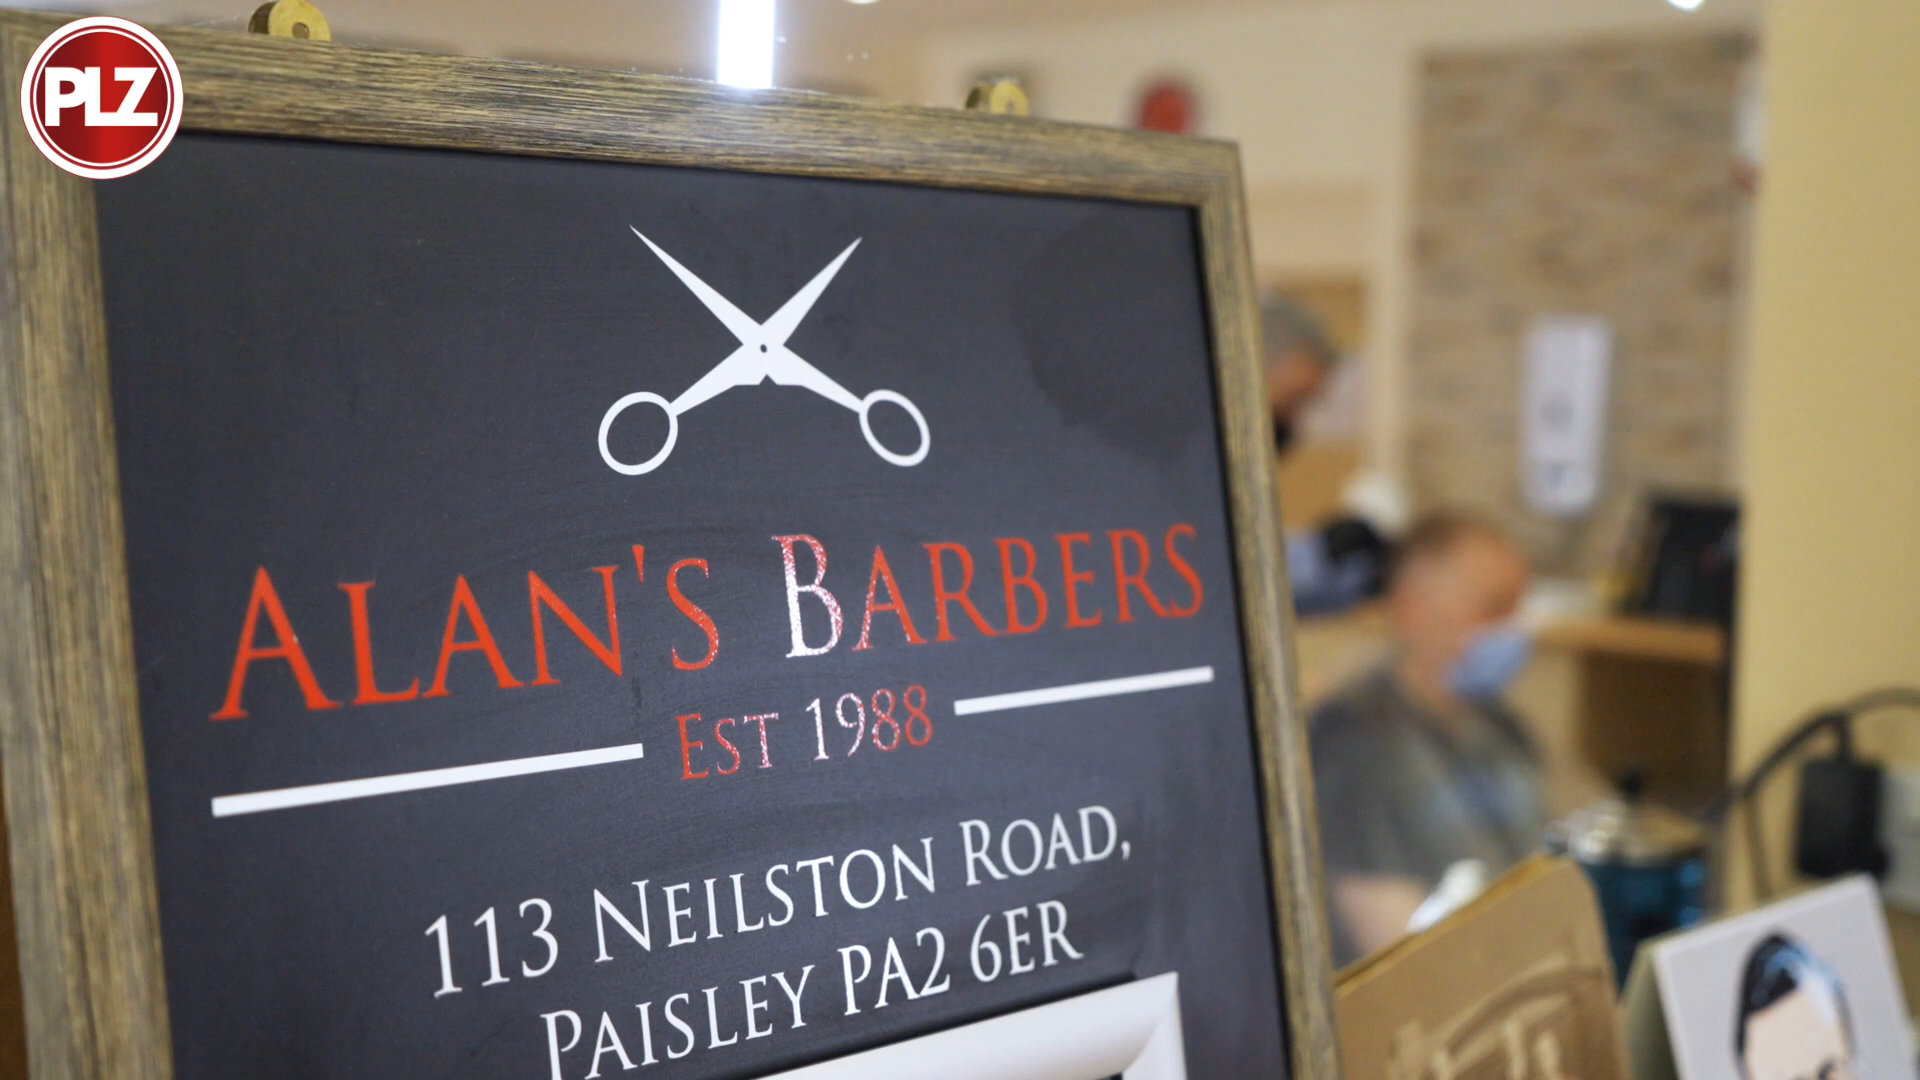 PLZ
ALAN'S BARBERS
EST 1988
113 NEILSTON ROAD,
PAISLEY PA2 6ER